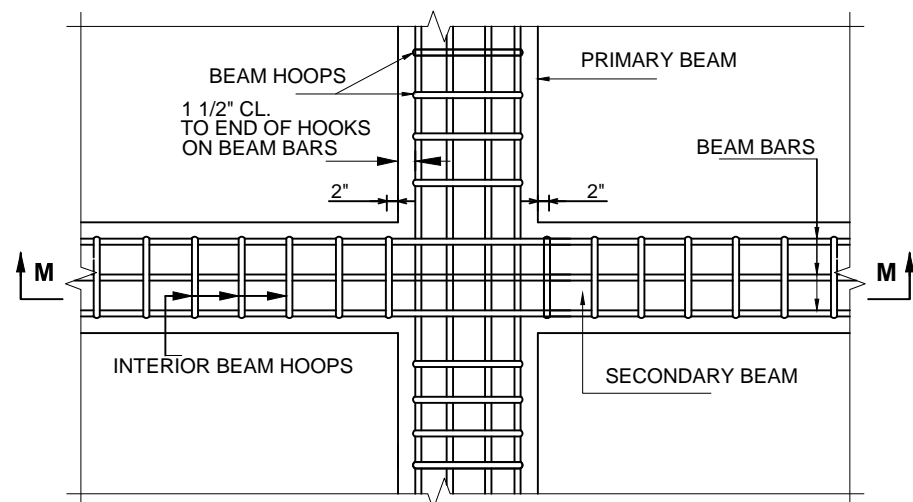 BEAM HOOPS
PRIMARY BEAM
1 1/2" CL.
TO END OF HOOKS
ON BEAM BARS
BEAM BARS
2"
2"
M
M
INTERIOR BEAM HOOPS
SECONDARY BEAM